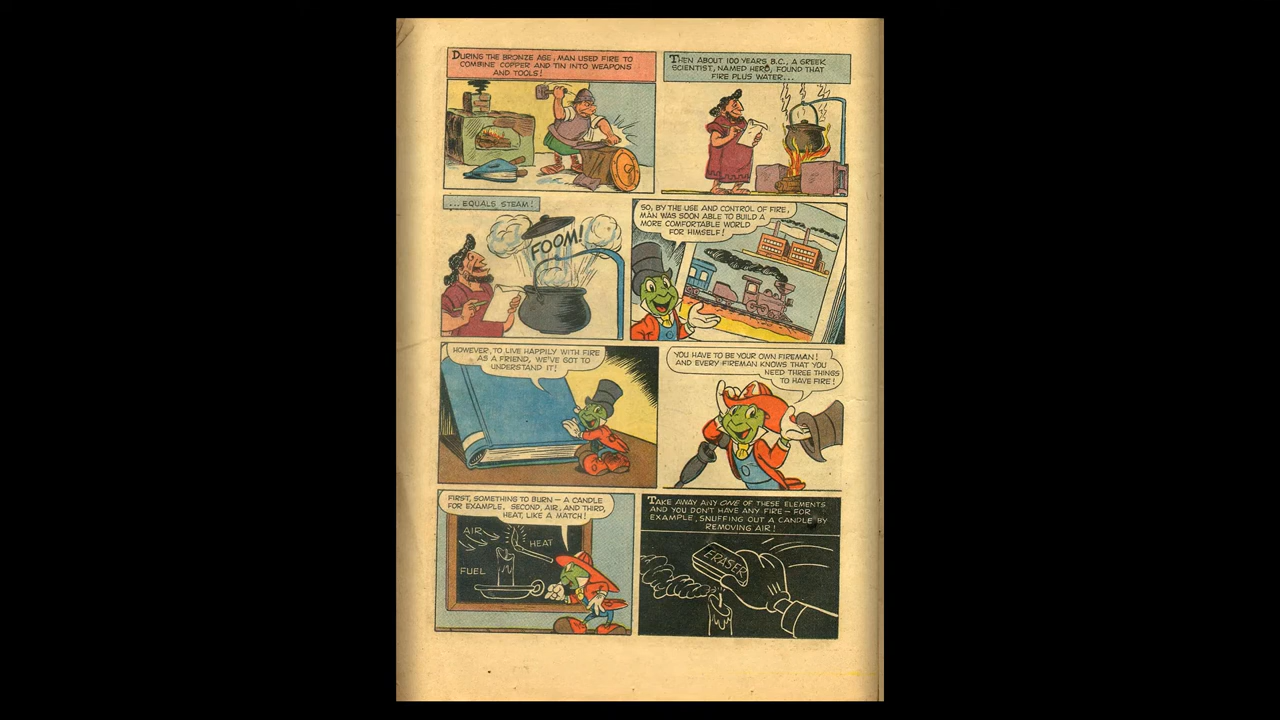 DURING THE BRONZE AGE, MAN USED FIRE TO
COMBINE COPPER AND TIN INTO WEAPONS
AND TOOLS!
THEN ABOUT 100 YEARS B.C., A GREEK
SCIENTIST, NAMED HERO, FOUND THAT
FIRE PLUS WATER...
...EQUALS STEAM!
FOOM!
SO, BY THE USE AND CONTROL OF FIRE,
MAN WAS SOON ABLE TO BUILD A
MORE COMFORTABLE WORLD
FOR HIMSELF!
HOWEVER, TO LIVE HAPPILY WITH FIRE
AS A FRIEND, WE'VE GOT TO
UNDERSTAND IT!
YOU HAVE TO BE YOUR OWN FIREMAN!
AND EVERY FIREMAN KNOWS THAT YOU
NEED THREE THINGS
TO HAVE FIRE!
FIRST, SOMETHING TO BURN — A CANDLE
FOR EXAMPLE. SECOND, AIR, AND THIRD,
HEAT, LIKE A MATCH!
AIR
HEAT
FUEL
TAKE AWAY ANY ONE OF THESE ELEMENTS
AND YOU DON'T HAVE ANY FIRE — FOR
EXAMPLE, SNUFFING OUT A CANDLE BY
REMOVING AIR!
ERASER